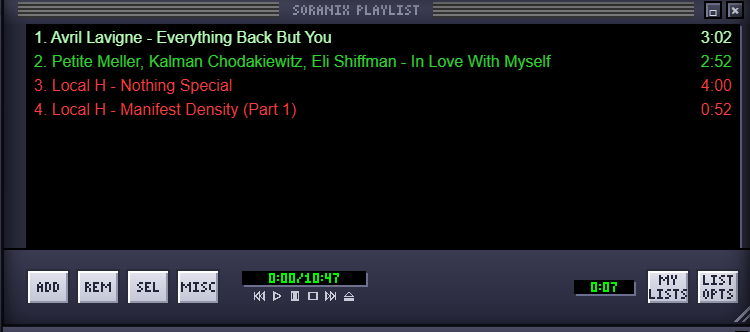 SORAMIX PLAYLIST
1. Avril Lavigne - Everything Back But You 3:02
2. Petite Meller, Kalman Chodakiewitz, Eli Shiffman - In Love With Myself 2:52
3. Local H - Nothing Special 4:00
4. Local H - Manifest Density (Part 1) 0:52
ADD REM SEL MISC 0:00/10:47 0:07 MY LISTS LIST OPTS